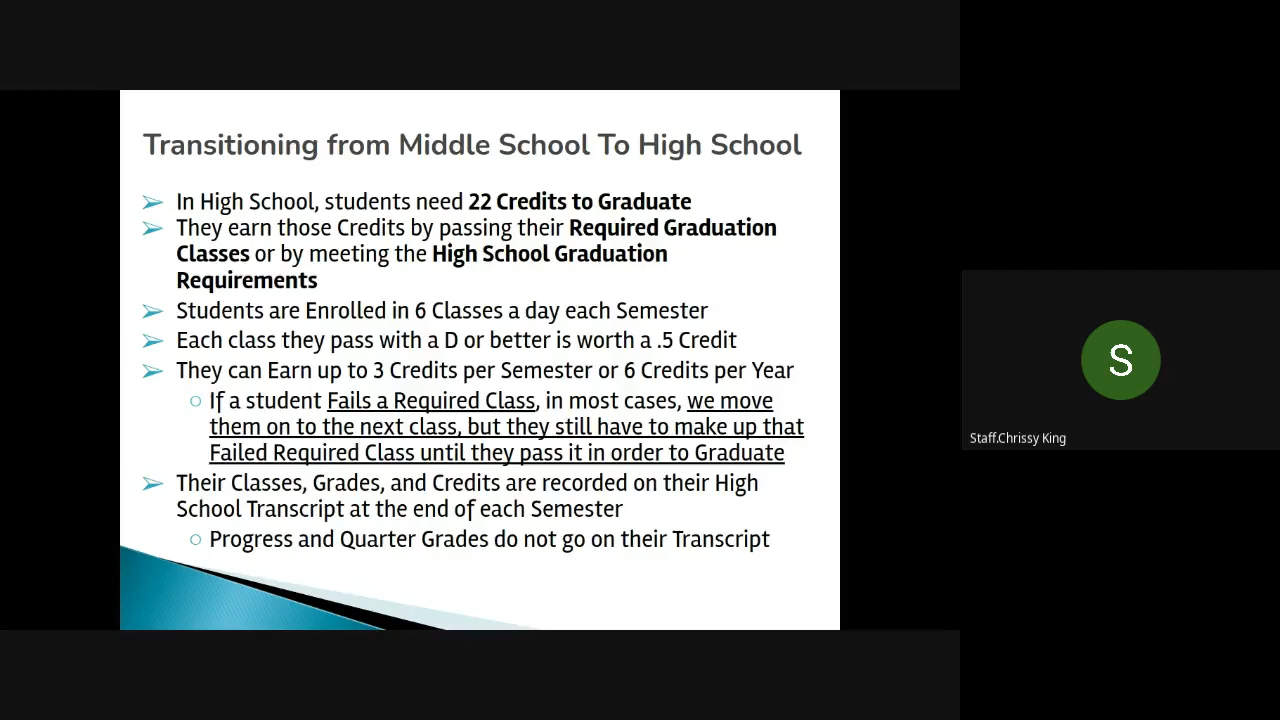 Transitioning from Middle School To High School
➢ In High School, students need 22 Credits to Graduate
➢ They earn those Credits by passing their Required Graduation
Classes or by meeting the High School Graduation
Requirements
➢ Students are Enrolled in 6 Classes a day each Semester
➢ Each class they pass with a D or better is worth a .5 Credit
➢ They can Earn up to 3 Credits per Semester or 6 Credits per Year
○ If a student Fails a Required Class, in most cases, we move
them on to the next class, but they still have to make up that
Failed Required Class until they pass it in order to Graduate
➢ Their Classes, Grades, and Credits are recorded on their High
School Transcript at the end of each Semester
○ Progress and Quarter Grades do not go on their Transcript
S
Staff.Chrissy King